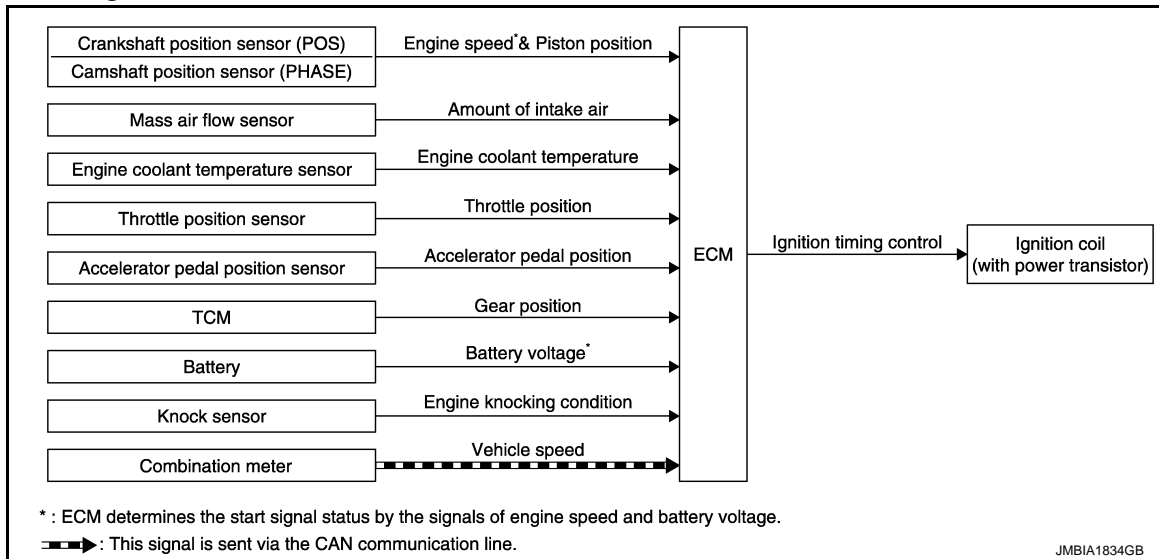 Crankshaft position sensor (POS)
Camshaft position sensor (PHASE)
Engine speed*& Piston position
Mass air flow sensor
Amount of intake air
Engine coolant temperature sensor
Engine coolant temperature
Throttle position sensor
Throttle position
Accelerator pedal position sensor
Accelerator pedal position
TCM
Gear position
Battery
Battery voltage*
Knock sensor
Engine knocking condition
Combination meter
Vehicle speed
ECM
Ignition timing control
Ignition coil
(with power transistor)
* : ECM determines the start signal status by the signals of engine speed and battery voltage.
: This signal is sent via the CAN communication line.
JMBIA1834GB